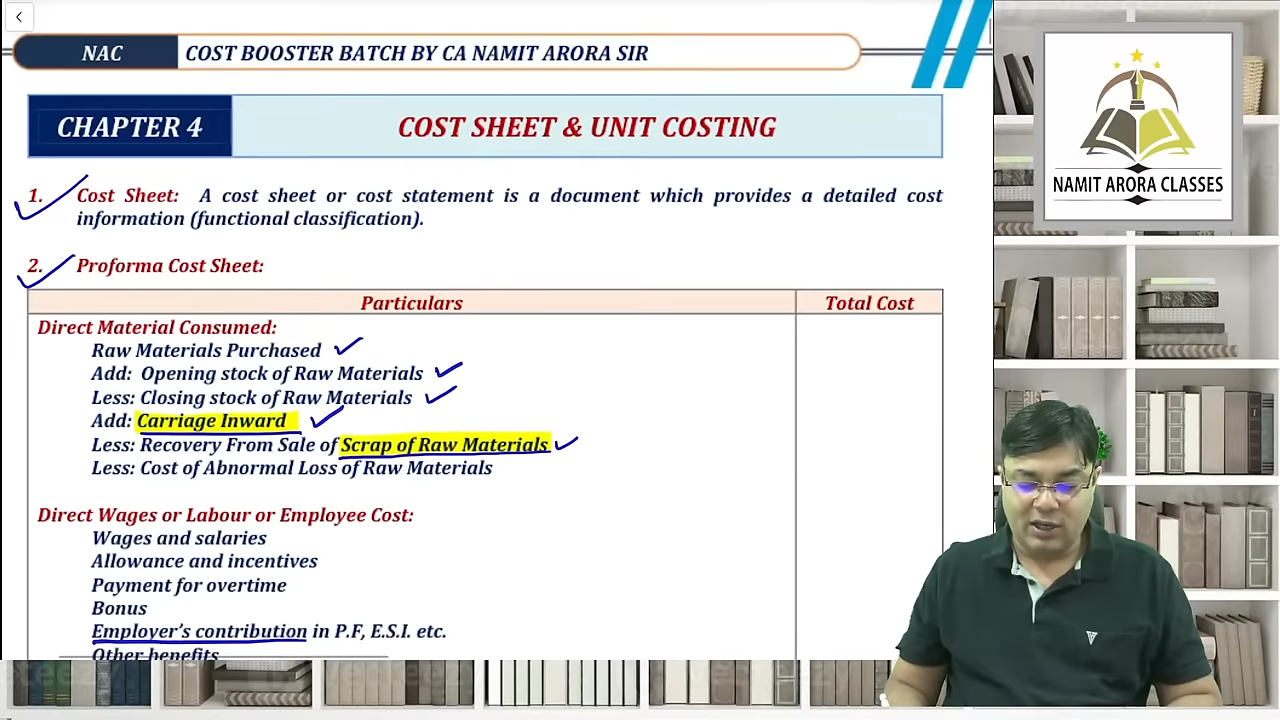 NAC COST BOOSTER BATCH BY CA NAMIT ARORA SIR
CHAPTER 4 COST SHEET & UNIT COSTING
1. Cost Sheet: A cost sheet or cost statement is a document which provides a detailed cost
information (functional classification).
2. Proforma Cost Sheet:
Particulars Total Cost
Direct Material Consumed:
Raw Materials Purchased
Add: Opening stock of Raw Materials
Less: Closing stock of Raw Materials
Add: Carriage Inward
Less: Recovery From Sale of Scrap of Raw Materials
Less: Cost of Abnormal Loss of Raw Materials
Direct Wages or Labour or Employee Cost:
Wages and salaries
Allowance and incentives
Payment for overtime
Bonus
Employer's contribution in P.F, E.S.I. etc.
Other benefits
NAMIT ARORA CLASSES